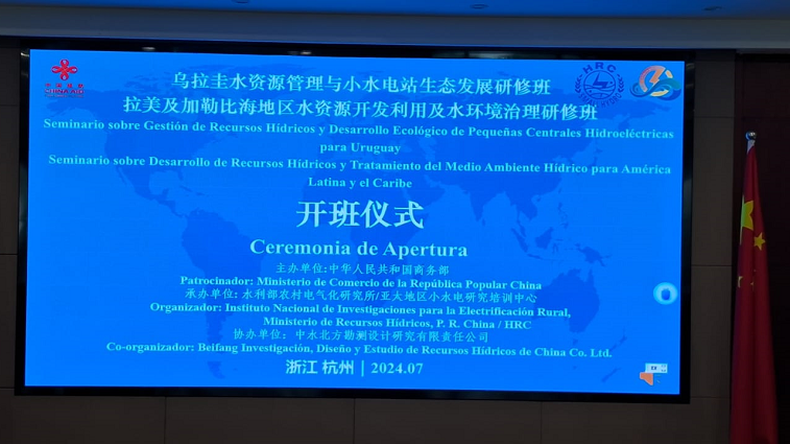 中国援助
CHINA AID
HRC
乌拉圭水资源管理与小水电站生态发展研修班
拉美及加勒比海地区水资源开发利用及水环境治理研修班
Seminario sobre Gestión de Recursos Hídricos y Desarrollo Ecológico de Pequeñas Centrales Hidroeléctricas
para Uruguay
Seminario sobre Desarrollo de Recursos Hídricos y Tratamiento del Medio Ambiente Hídrico para América
Latina y el Caribe
开班仪式
Ceremonia de Apertura
主办单位:中华人民共和国商务部
Patrocinador: Ministerio de Comercio de la República Popular China
承办单位: 水利部农村电气化研究所/亚太地区小水电研究培训中心
Organizador: Instituto Nacional de Investigaciones para la Electrificación Rural,
Ministerio de Recursos Hídricos, P. R. China / HRC
协办单位: 中水北方勘测设计研究有限责任公司
Co-organizador: Beifang Investigación, Diseño y Estudio de Recursos Hídricos de China Co. Ltd.
浙江 杭州 | 2024.07